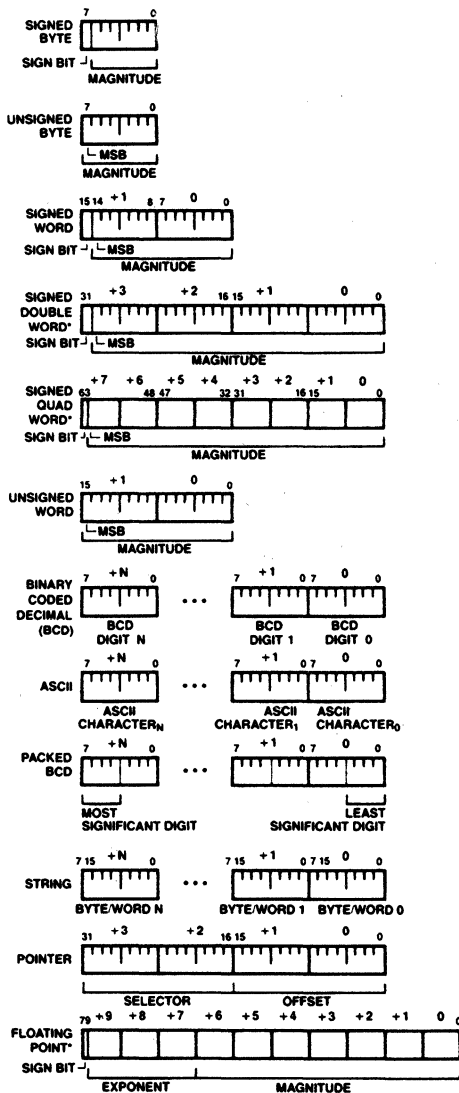 SIGNED BYTE
7 0
SIGN BIT
MAGNITUDE
UNSIGNED BYTE
7 0
MSB
MAGNITUDE
SIGNED WORD
15 14 +1 8 7 0 0
SIGN BIT MSB
MAGNITUDE
SIGNED DOUBLE WORD*
31 +3 +2 16 15 +1 0 0
SIGN BIT MSB
MAGNITUDE
SIGNED QUAD WORD*
+7 +6 +5 +4 +3 +2 +1 0
63 48 47 32 31 16 15 0
SIGN BIT MSB
MAGNITUDE
UNSIGNED WORD
15 +1 0 0
MSB
MAGNITUDE
BINARY CODED DECIMAL (BCD)
7 +N 0 ••• 7 +1 0 7 0 0
BCD DIGIT N BCD DIGIT 1 BCD DIGIT 0
ASCII
7 +N 0 ••• 7 +1 0 7 0 0
ASCII CHARACTERN ASCII CHARACTER1 ASCII CHARACTER0
PACKED BCD
7 +N 0 ••• 7 +1 0 7 0 0
MOST SIGNIFICANT DIGIT LEAST SIGNIFICANT DIGIT
STRING
7 15 +N 0 ••• 7 15 +1 0 7 15 0 0
BYTE/WORD N BYTE/WORD 1 BYTE/WORD 0
POINTER
31 +3 +2 16 15 +1 0 0
SELECTOR OFFSET
FLOATING POINT*
79 +9 +8 +7 +6 +5 +4 +3 +2 +1 0 0
SIGN BIT
EXPONENT MAGNITUDE